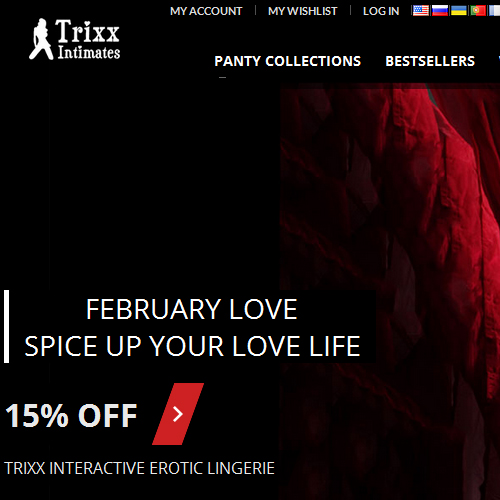 MY ACCOUNT
MY WISHLIST
LOG IN
Trixx
Intimates
PANTY COLLECTIONS
BESTSELLERS
FEBRUARY LOVE
SPICE UP YOUR LOVE LIFE
15% OFF
TRIXX INTERACTIVE EROTIC LINGERIE